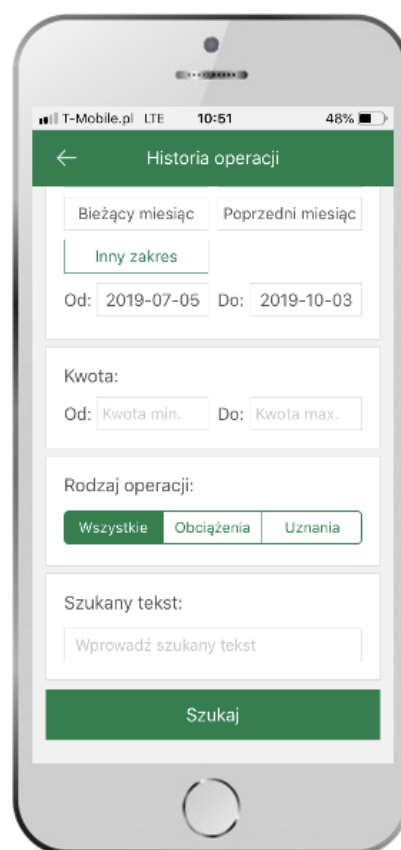 T-Mobile.pl LTE 10:51 48%
Historia operacji
Bieżący miesiąc Poprzedni miesiąc
Inny zakres
Od: 2019-07-05 Do: 2019-10-03
Kwota:
Od: Kwota min. Do: Kwota max.
Rodzaj operacji:
Wszystkie Obciążenia Uznania
Szukany tekst:
Wprowadź szukany tekst
Szukaj